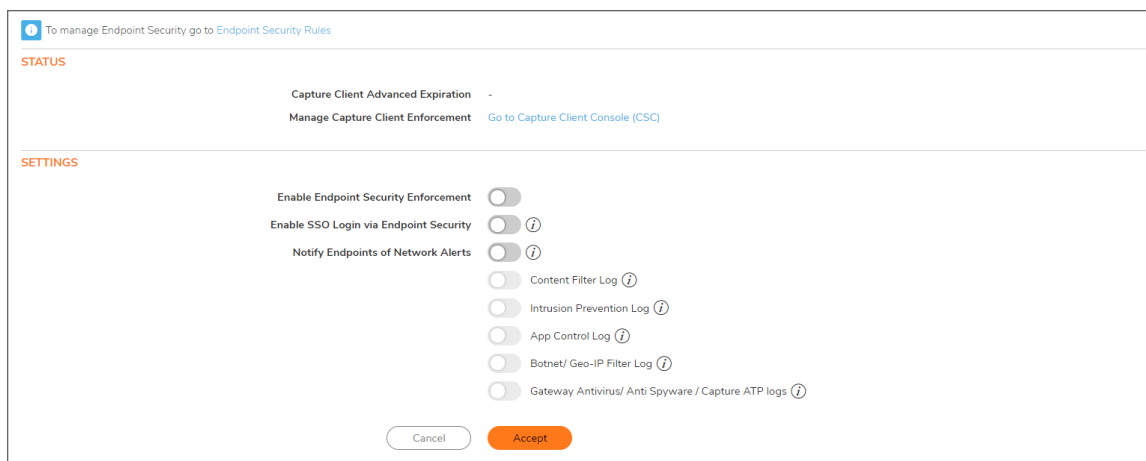 To manage Endpoint Security go to Endpoint Security Rules
STATUS
Capture Client Advanced Expiration -
Manage Capture Client Enforcement Go to Capture Client Console (CSC)
SETTINGS
Enable Endpoint Security Enforcement
Enable SSO Login via Endpoint Security
Notify Endpoints of Network Alerts
Content Filter Log
Intrusion Prevention Log
App Control Log
Botnet/ Geo-IP Filter Log
Gateway Antivirus/ Anti Spyware / Capture ATP logs
Cancel Accept